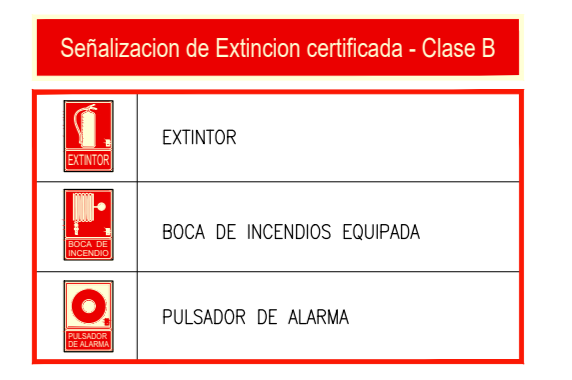 Señalizacion de Extincion certificada - Clase B
EXTINTOR
EXTINTOR
BOCA DE
INCENDIO
BOCA DE INCENDIOS EQUIPADA
PULSADOR
DE ALARMA
PULSADOR DE ALARMA